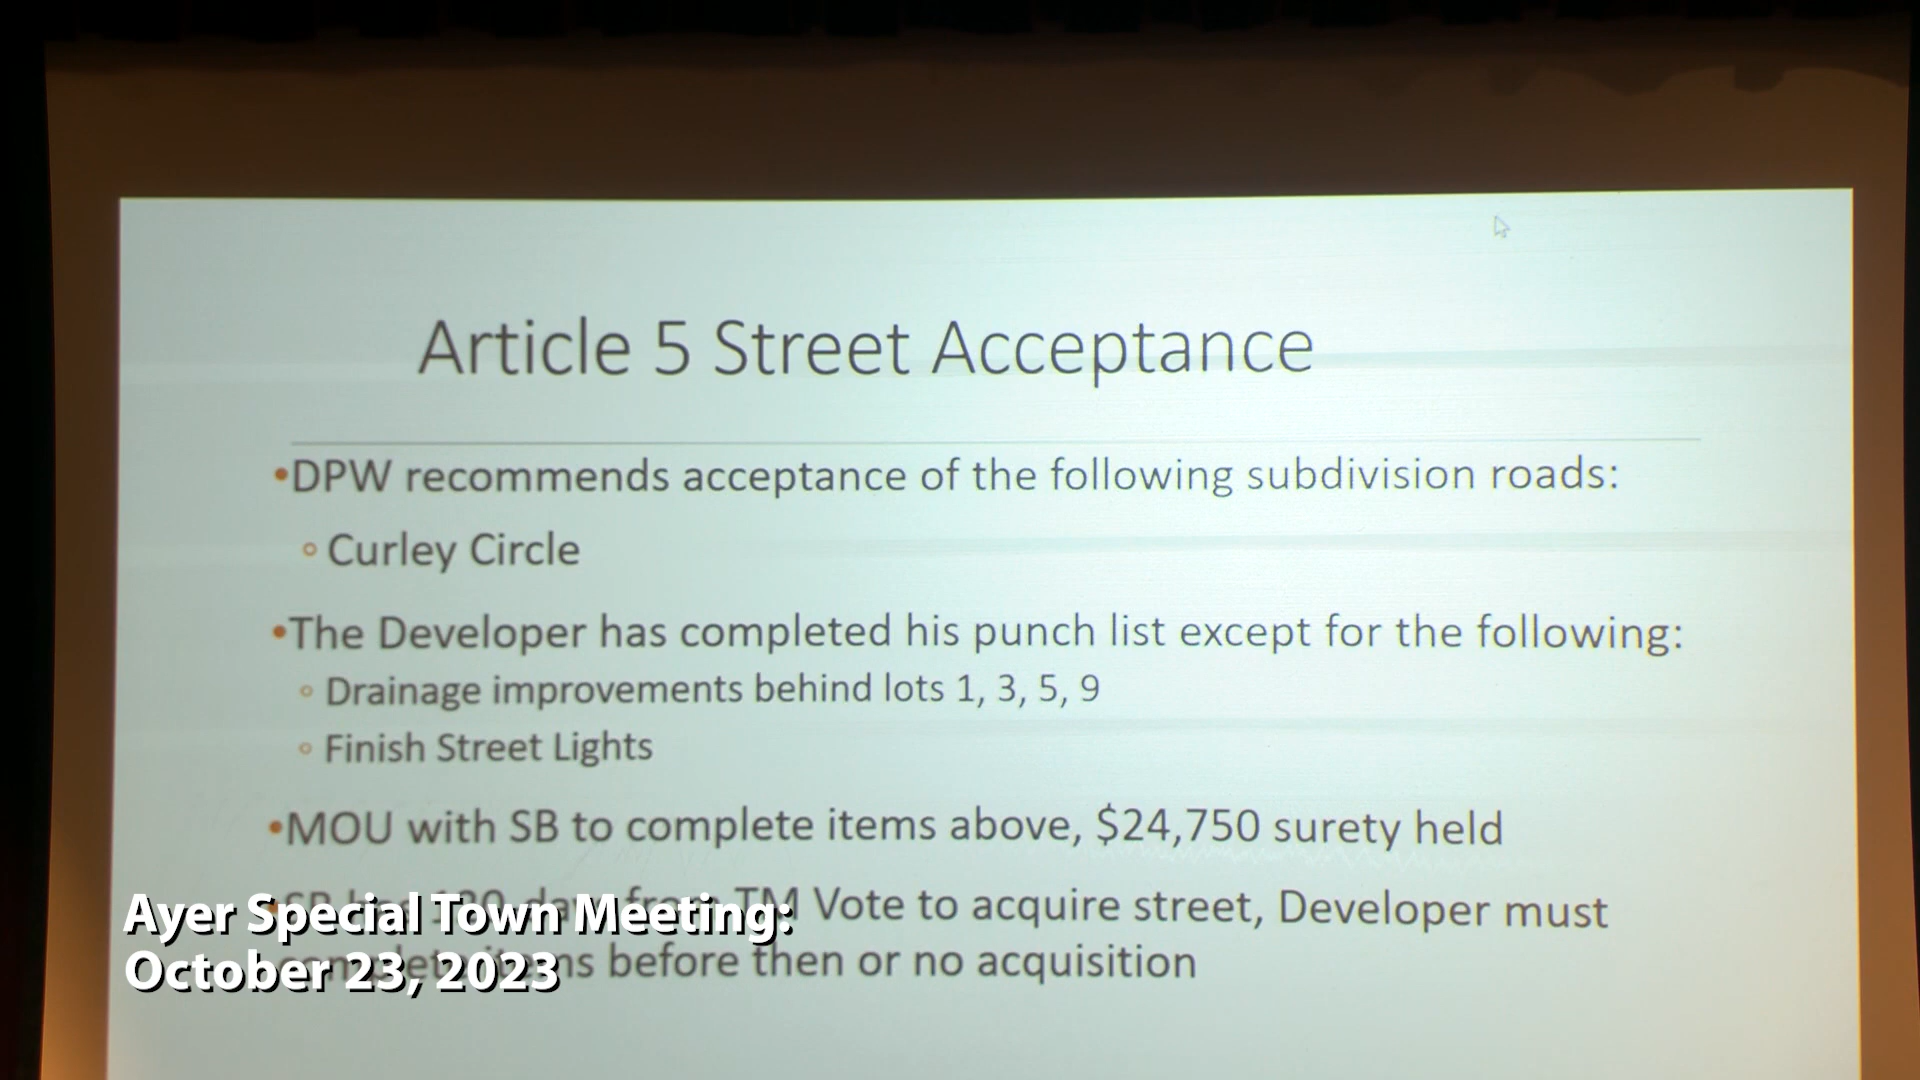 Article 5 Street Acceptance
•DPW recommends acceptance of the following subdivision roads:
◦ Curley Circle
•The Developer has completed his punch list except for the following:
◦ Drainage improvements behind lots 1, 3, 5, 9
◦ Finish Street Lights
•MOU with SB to complete items above, $24,750 surety held
TM Vote to acquire street, Developer must
before then or no acquisition
Ayer Special Town Meeting:
October 23, 2023